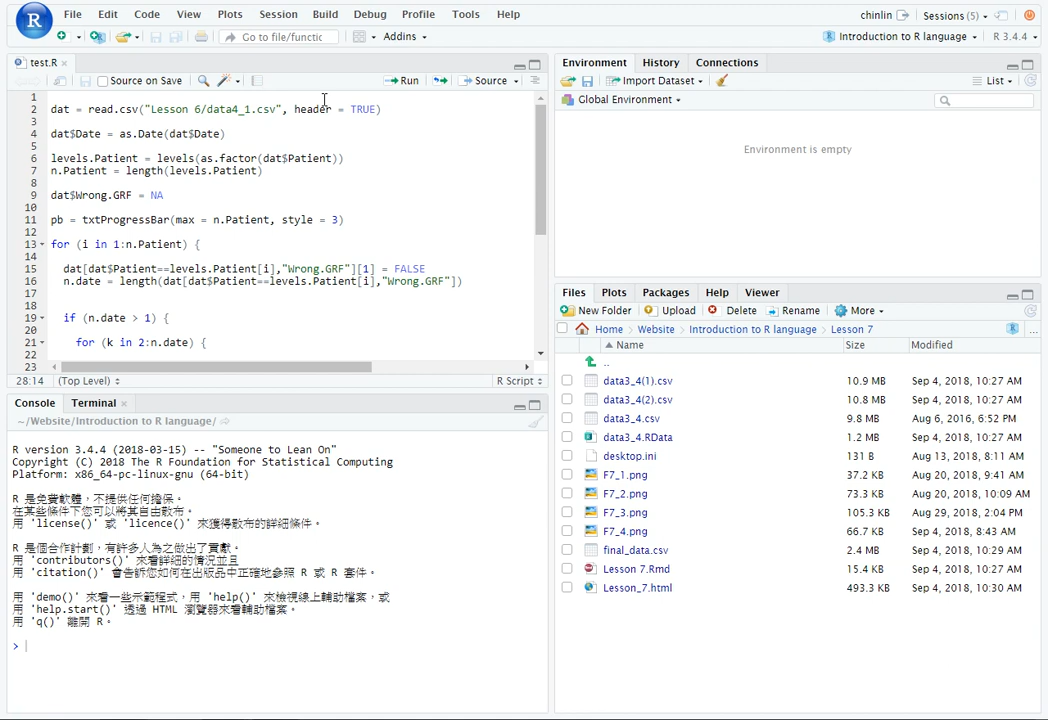 File Edit Code View Plots Session Build Debug Profile Tools Help
chinlin Sessions (5)
Go to file/functic Addins
Introduction to R language R 3.4.4
test.R
Source on Save Run Source
1
2 dat = read.csv("Lesson 6/data4_1.csv", header = TRUE)
3
4 dat$Date = as.Date(dat$Date)
5
6 levels.Patient = levels(as.factor(dat$Patient))
7 n.Patient = length(levels.Patient)
8
9 dat$Wrong.GRF = NA
10
11 pb = txtProgressBar(max = n.Patient, style = 3)
12
13 for (i in 1:n.Patient) {
14
15 dat[dat$Patient==levels.Patient[i],"Wrong.GRF"][1] = FALSE
16 n.date = length(dat[dat$Patient==levels.Patient[i],"Wrong.GRF"])
17
18
19 if (n.date > 1) {
20
21 for (k in 2:n.date) {
22
23
28:14 (Top Level) R Script
Console Terminal
~/Website/Introduction to R language/
R version 3.4.4 (2018-03-15) -- "Someone to Lean On"
Copyright (C) 2018 The R Foundation for Statistical Computing
Platform: x86_64-pc-linux-gnu (64-bit)
R 是免費軟體，不提供任何擔保。
在某些條件下您可以將其自由散布。
用 'license()' 或 'licence()' 來獲得散布的詳細條件。
R 是個合作計劃，有許多人為之做出了貢獻。
用 'contributors()' 來看詳細的情況並且
用 'citation()' 會告訴您如何在出版品中正確地參照 R 或 R 套件。
用 'demo()' 來看一些示範程式，用 'help()' 來檢視線上輔助檔案，或
用 'help.start()' 透過 HTML 瀏覽器來看輔助檔案。
用 'q()' 離開 R。
>
Environment History Connections
Import Dataset List
Global Environment
Environment is empty
Files Plots Packages Help Viewer
New Folder Upload Delete Rename More
Home Website Introduction to R language Lesson 7 ...
Name Size Modified
..
data3_4(1).csv 10.9 MB Sep 4, 2018, 10:27 AM
data3_4(2).csv 10.8 MB Sep 4, 2018, 10:27 AM
data3_4.csv 9.8 MB Aug 6, 2016, 6:52 PM
data3_4.RData 1.2 MB Sep 4, 2018, 10:27 AM
desktop.ini 131 B Aug 13, 2018, 8:11 AM
F7_1.png 37.2 KB Aug 20, 2018, 9:41 AM
F7_2.png 73.3 KB Aug 20, 2018, 10:09 AM
F7_3.png 105.3 KB Aug 29, 2018, 2:04 PM
F7_4.png 66.7 KB Sep 4, 2018, 8:43 AM
final_data.csv 2.4 MB Sep 4, 2018, 10:29 AM
Lesson 7.Rmd 15.4 KB Sep 4, 2018, 10:27 AM
Lesson_7.html 493.3 KB Sep 4, 2018, 10:30 AM